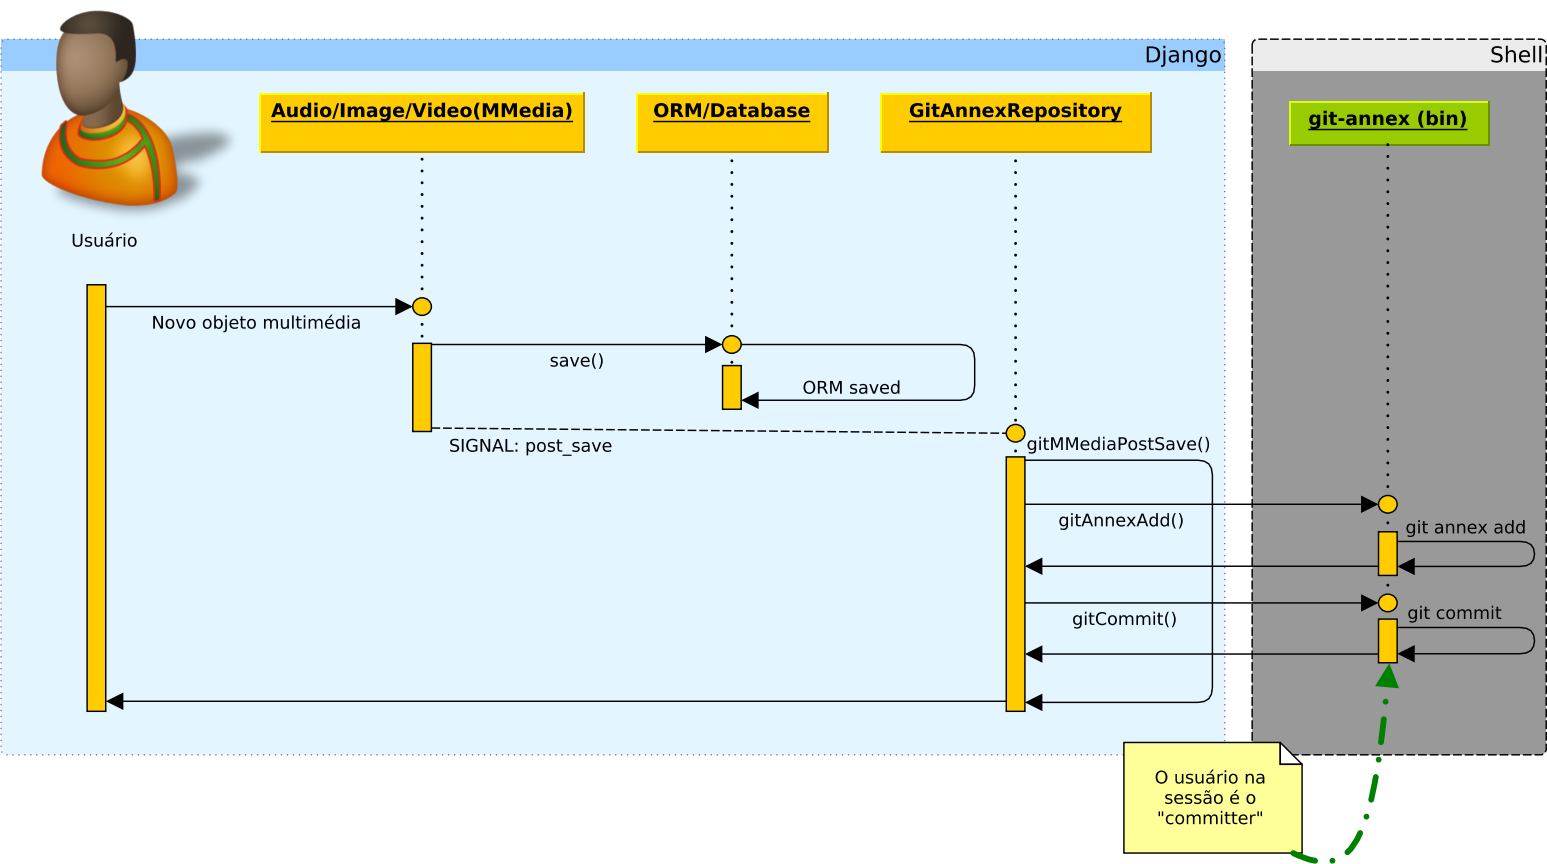 Django
Shell
Audio/Image/Video(MMedia)
ORM/Database
GitAnnexRepository
git-annex (bin)
Usuário
Novo objeto multimédia
save()
ORM saved
SIGNAL: post_save
gitMMediaPostSave()
gitAnnexAdd()
git annex add
gitCommit()
git commit
O usuário na
sessão é o
"committer"